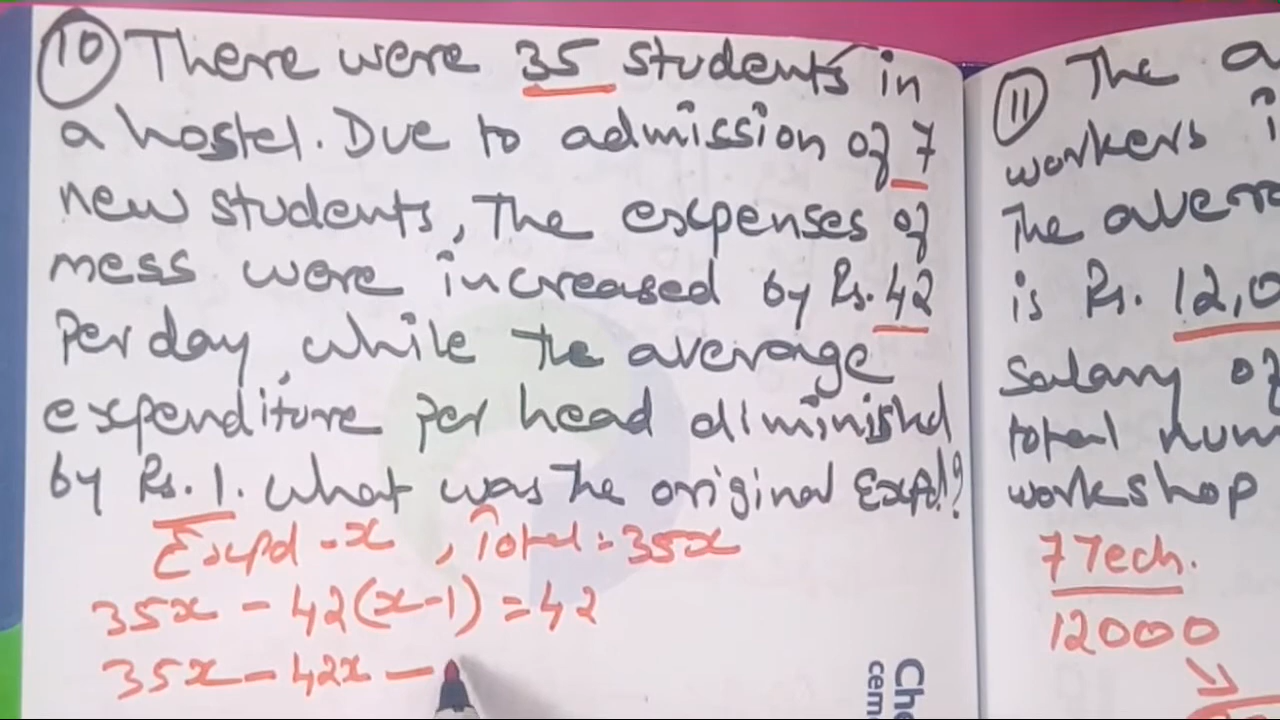 10 There were 35 students in
a hostel. Due to admission of 7
new students, The expenses of
mess were increased by Rs. 42
Per day, while the average
expenditure per head diminished
by Rs. 1. What was the original Expd?
Expd = x, Total = 35x
35x - 42(x-1) = 42
35x - 42x -
11 The a
workers i
The avera
is Rs. 12,0
Salary of
total num
workshop
7 Tech.
12000
Che
ceme